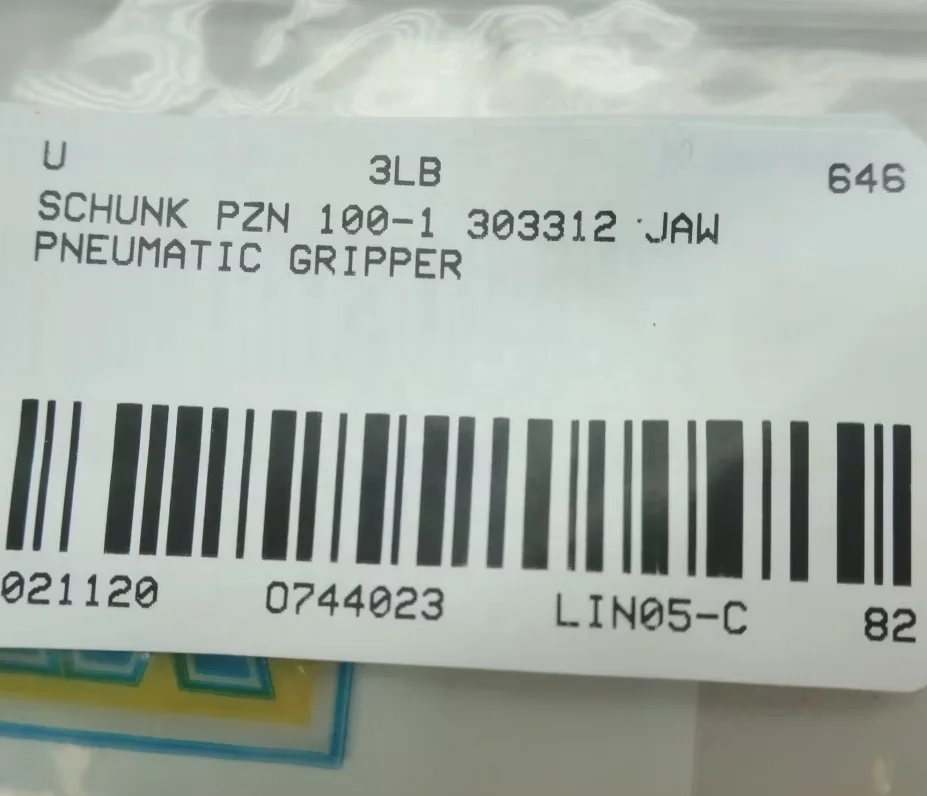 U 3LB 646
SCHUNK PZN 100-1 303312 JAW
PNEUMATIC GRIPPER
021120 0744023 LIN05-C 82